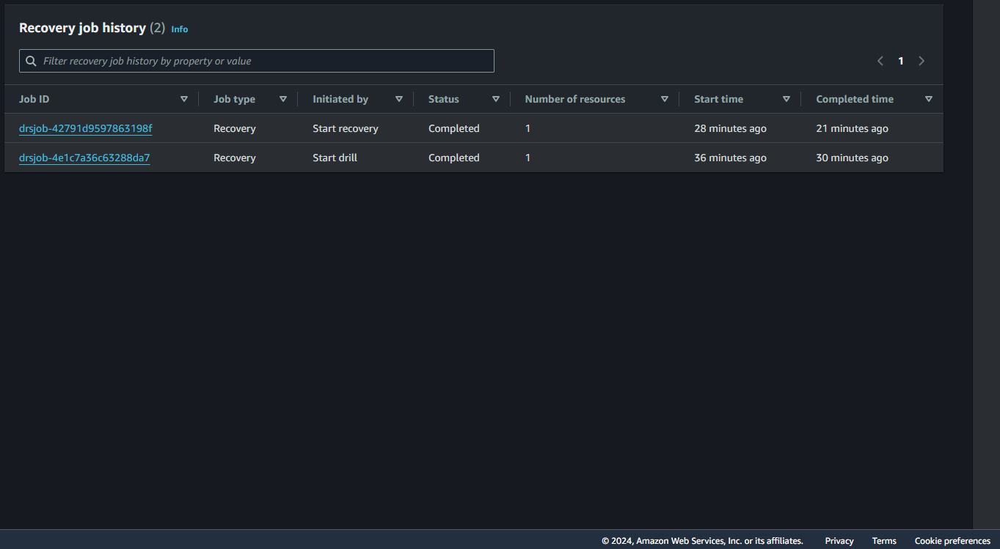 Recovery job history (2) Info
Filter recovery job history by property or value
1
Job ID Job type Initiated by Status Number of resources Start time Completed time
drsjob-42791d9597863198f Recovery Start recovery Completed 1 28 minutes ago 21 minutes ago
drsjob-4e1c7a36c63288da7 Recovery Start drill Completed 1 36 minutes ago 30 minutes ago
© 2024, Amazon Web Services, Inc. or its affiliates. Privacy Terms Cookie preferences